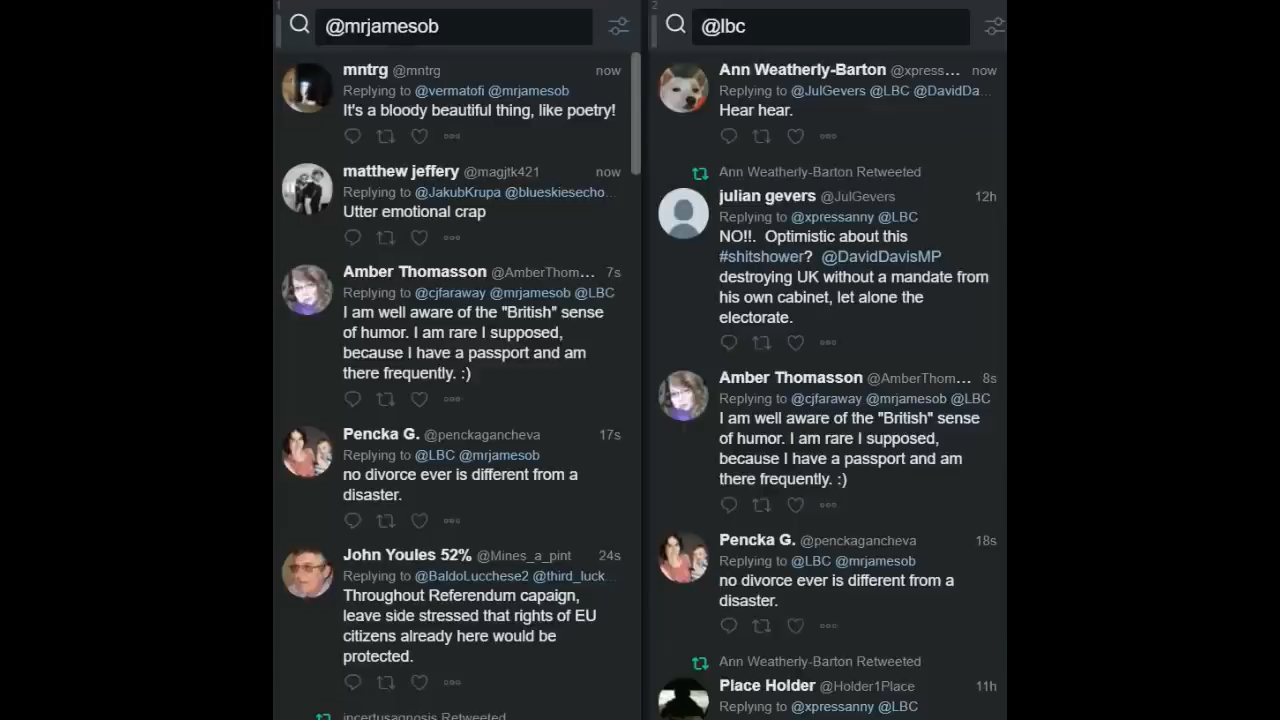 1
@mrjamesob
mntrg @mntrg now
Replying to @vermatofi @mrjamesob
It's a bloody beautiful thing, like poetry!
matthew jeffery @magjtk421 now
Replying to @JakubKrupa @blueskiesecho...
Utter emotional crap
Amber Thomasson @AmberThom... 7s
Replying to @cjfaraway @mrjamesob @LBC
I am well aware of the "British" sense
of humor. I am rare I supposed,
because I have a passport and am
there frequently. :)
Pencka G. @penckagancheva 17s
Replying to @LBC @mrjamesob
no divorce ever is different from a
disaster.
John Youles 52% @Mines_a_pint 24s
Replying to @BaldoLucchese2 @third_luck...
Throughout Referendum capaign,
leave side stressed that rights of EU
citizens already here would be
protected.
incertusagnosis Retweeted
2
@lbc
Ann Weatherly-Barton @xpress... now
Replying to @JulGevers @LBC @DavidDa...
Hear hear.
Ann Weatherly-Barton Retweeted
julian gevers @JulGevers 12h
Replying to @xpressanny @LBC
NO!!. Optimistic about this
#shitshower? @DavidDavisMP
destroying UK without a mandate from
his own cabinet, let alone the
electorate.
Amber Thomasson @AmberThom... 8s
Replying to @cjfaraway @mrjamesob @LBC
I am well aware of the "British" sense
of humor. I am rare I supposed,
because I have a passport and am
there frequently. :)
Pencka G. @penckagancheva 18s
Replying to @LBC @mrjamesob
no divorce ever is different from a
disaster.
Ann Weatherly-Barton Retweeted
Place Holder @Holder1Place 11h
Replying to @xpressanny @LBC